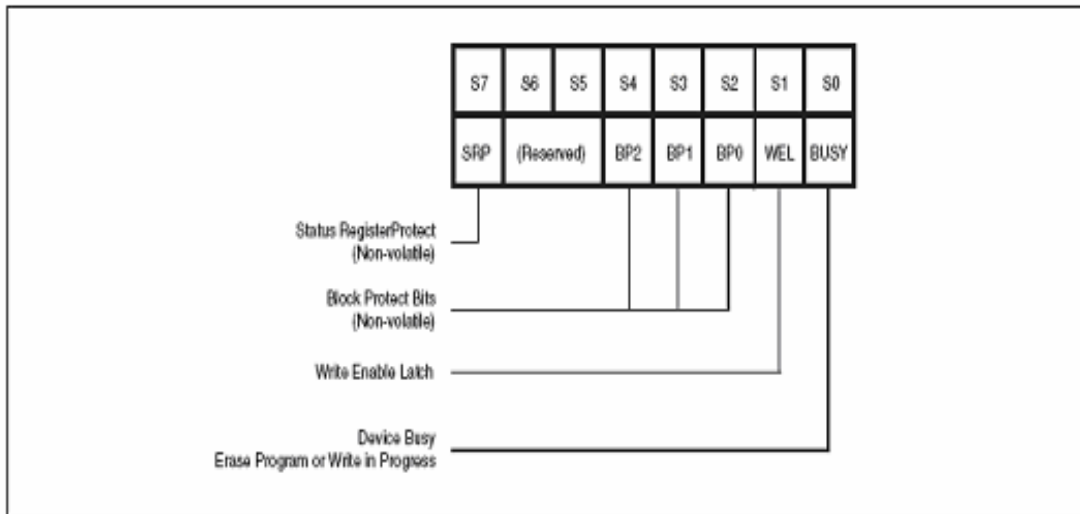 S7 S6 S5 S4 S3 S2 S1 S0
SRP (Reserved) BP2 BP1 BP0 WEL BUSY
Status RegisterProtect
(Non-volatile)
Block Protect Bits
(Non-volatile)
Write Enable Latch
Device Busy
Erase Program or Write in Progress